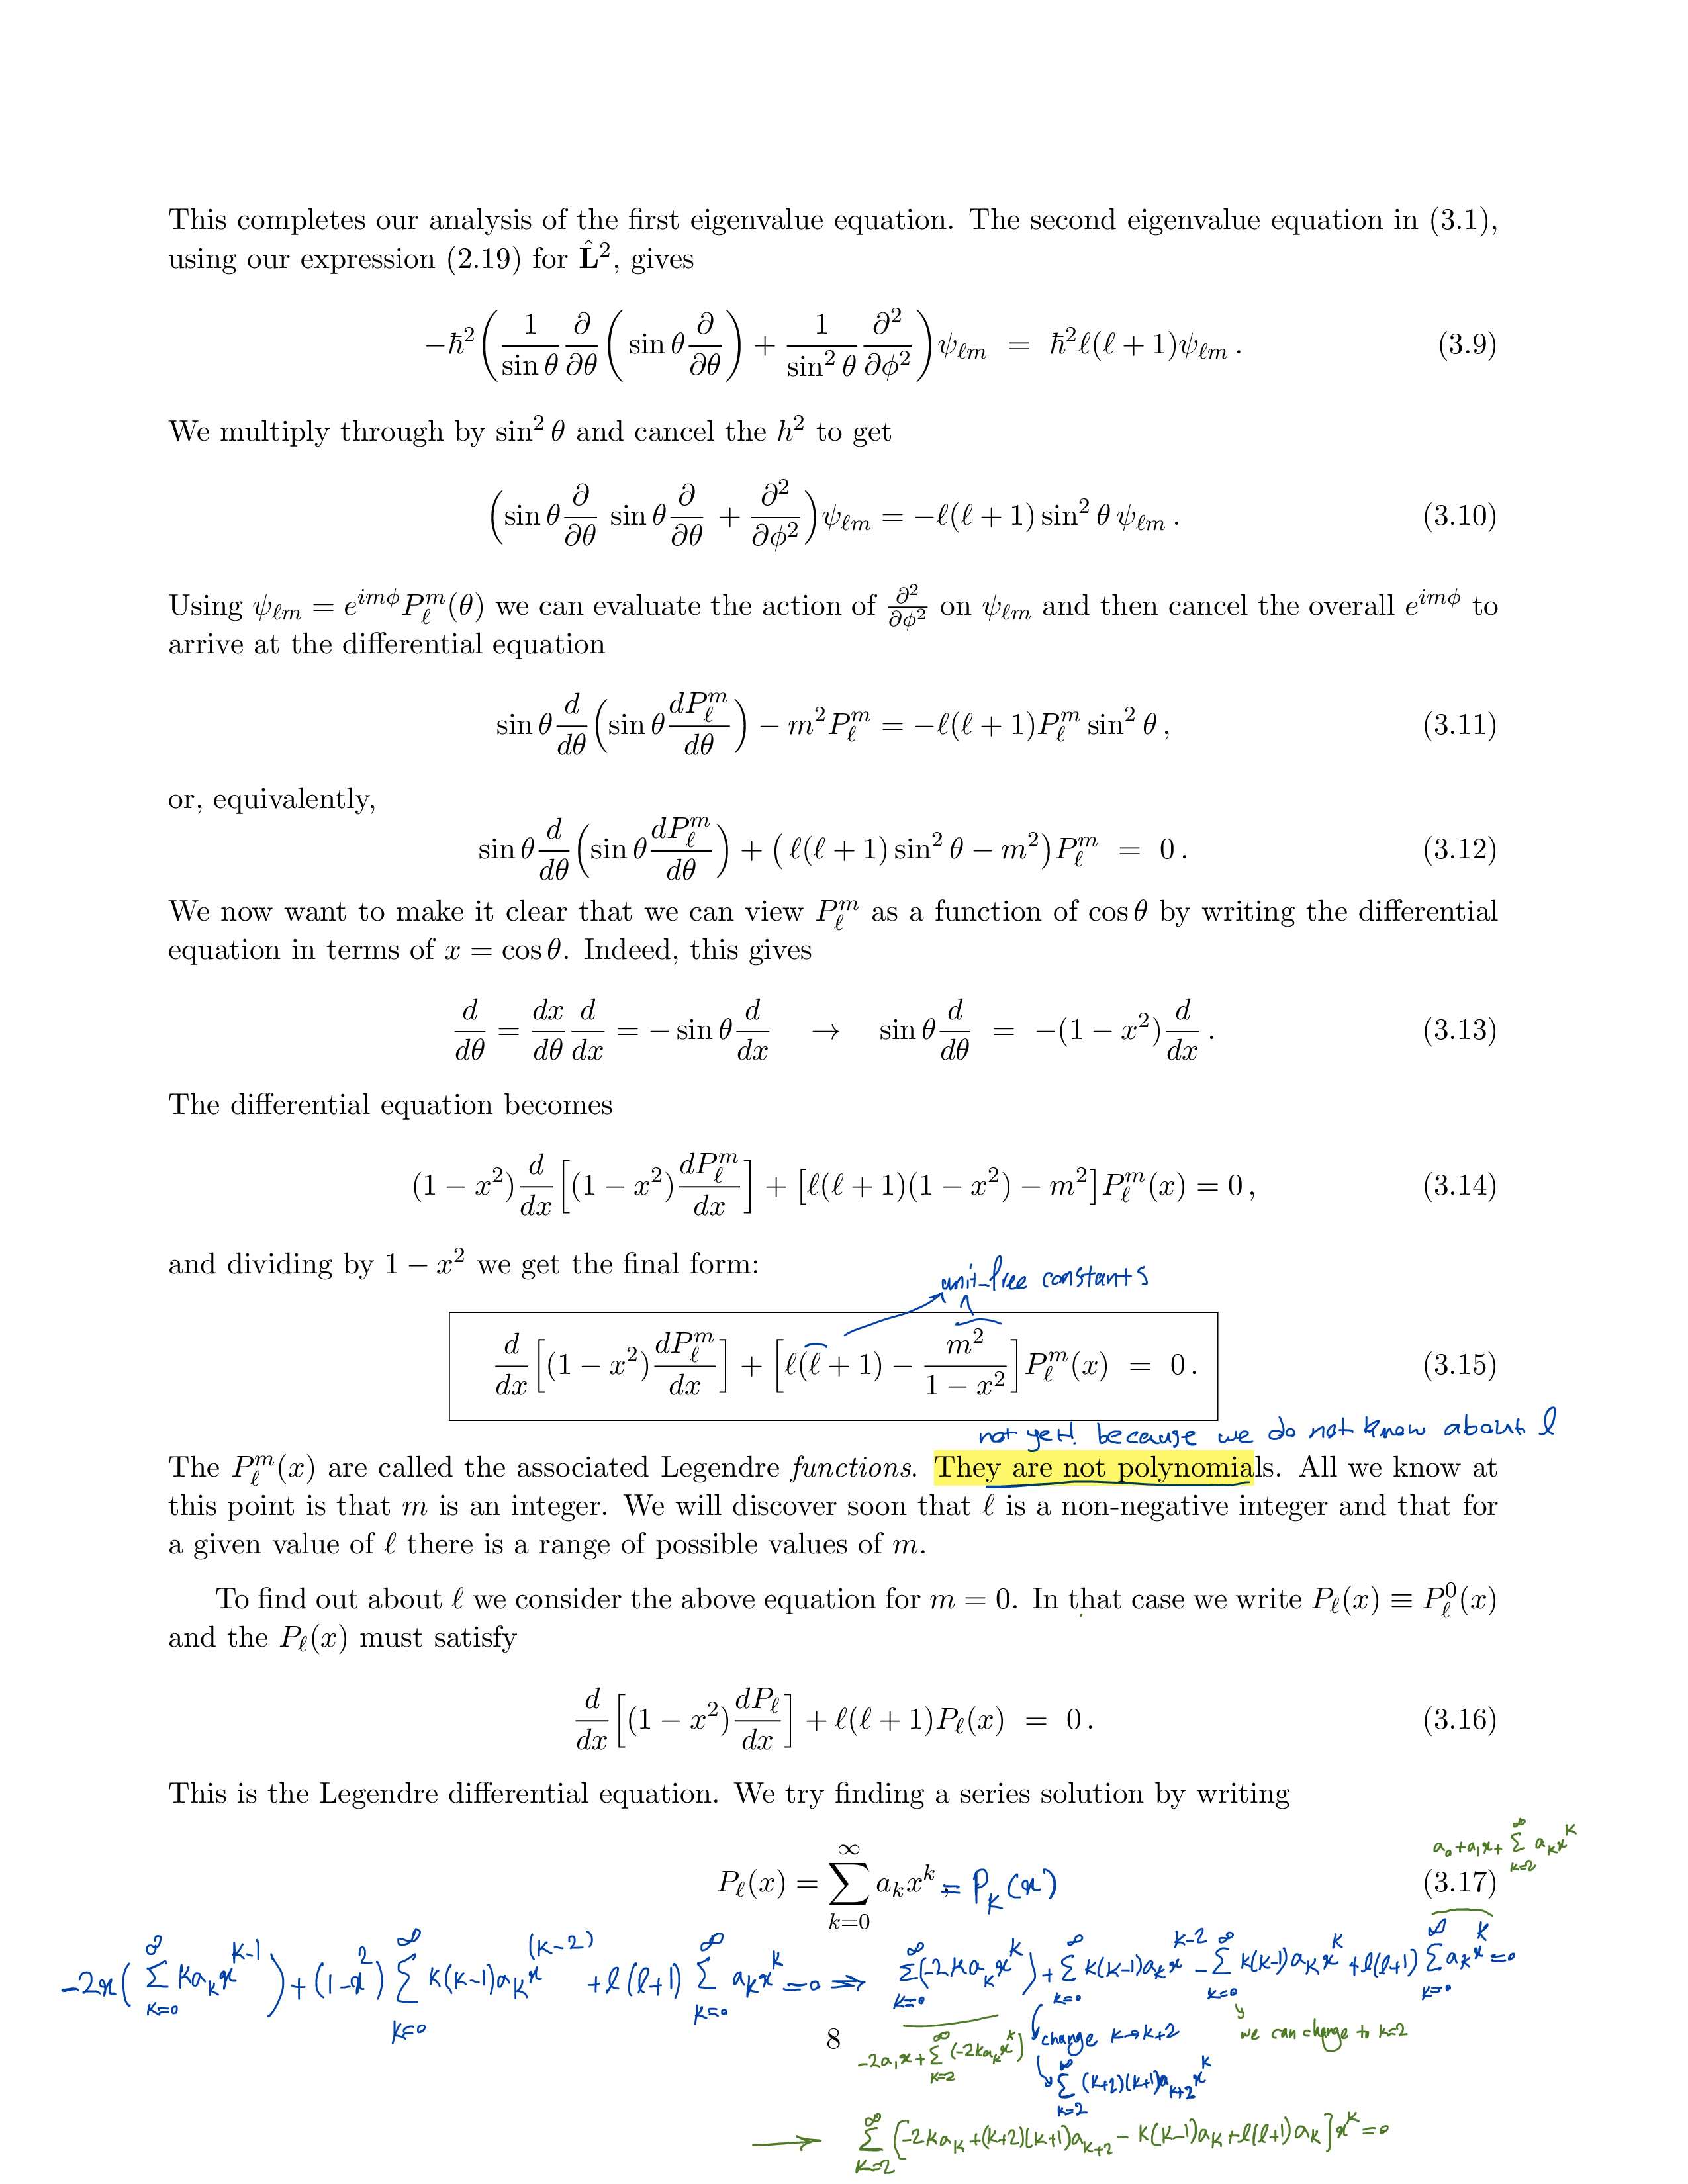 This completes our analysis of the first eigenvalue equation. The second eigenvalue equation in (3.1),
using our expression (2.19) for $\hat{\mathbf{L}}^2$, gives
$-\hbar^2\left(\frac{1}{\sin\theta}\frac{\partial}{\partial\theta}\left(\sin\theta\frac{\partial}{\partial\theta}\right)+\frac{1}{\sin^2\theta}\frac{\partial^2}{\partial\phi^2}\right)\psi_{\ell m} = \hbar^2\ell(\ell+1)\psi_{\ell m}.$ (3.9)
We multiply through by $\sin^2\theta$ and cancel the $\hbar^2$ to get
$\left(\sin\theta\frac{\partial}{\partial\theta}\sin\theta\frac{\partial}{\partial\theta}+\frac{\partial^2}{\partial\phi^2}\right)\psi_{\ell m} = -\ell(\ell+1)\sin^2\theta\,\psi_{\ell m}.$ (3.10)
Using $\psi_{\ell m} = e^{im\phi}P_\ell^m(\theta)$ we can evaluate the action of $\frac{\partial^2}{\partial\phi^2}$ on $\psi_{\ell m}$ and then cancel the overall $e^{im\phi}$ to
arrive at the differential equation
$\sin\theta\frac{d}{d\theta}\left(\sin\theta\frac{dP_\ell^m}{d\theta}\right) - m^2P_\ell^m = -\ell(\ell+1)P_\ell^m\sin^2\theta,$ (3.11)
or, equivalently,
$\sin\theta\frac{d}{d\theta}\left(\sin\theta\frac{dP_\ell^m}{d\theta}\right) + \left(\ell(\ell+1)\sin^2\theta - m^2\right)P_\ell^m = 0.$ (3.12)
We now want to make it clear that we can view $P_\ell^m$ as a function of $\cos\theta$ by writing the differential
equation in terms of $x = \cos\theta$. Indeed, this gives
$\frac{d}{d\theta} = \frac{dx}{d\theta}\frac{d}{dx} = -\sin\theta\frac{d}{dx} \quad\to\quad \sin\theta\frac{d}{d\theta} = -(1-x^2)\frac{d}{dx}.$ (3.13)
The differential equation becomes
$(1-x^2)\frac{d}{dx}\left[(1-x^2)\frac{dP_\ell^m}{dx}\right] + \left[\ell(\ell+1)(1-x^2) - m^2\right]P_\ell^m(x) = 0,$ (3.14)
and dividing by $1-x^2$ we get the final form:
unit-free constants
$\frac{d}{dx}\left[(1-x^2)\frac{dP_\ell^m}{dx}\right] + \left[\ell(\ell+1) - \frac{m^2}{1-x^2}\right]P_\ell^m(x) = 0.$ (3.15)
not yet! because we do not know about l
The $P_\ell^m(x)$ are called the associated Legendre functions. They are not polynomials. All we know at
this point is that $m$ is an integer. We will discover soon that $\ell$ is a non-negative integer and that for
a given value of $\ell$ there is a range of possible values of $m$.
To find out about $\ell$ we consider the above equation for $m = 0$. In that case we write $P_\ell(x) \equiv P_\ell^0(x)$
and the $P_\ell(x)$ must satisfy
$\frac{d}{dx}\left[(1-x^2)\frac{dP_\ell}{dx}\right] + \ell(\ell+1)P_\ell(x) = 0.$ (3.16)
This is the Legendre differential equation. We try finding a series solution by writing
$a_0+a_1x+\sum_{k=2}^{\infty}a_kx^k$
$P_\ell(x) = \sum_{k=0}^{\infty}a_kx^k = P_k(x)$ (3.17)
$-2x\left(\sum_{k=0}^{\infty}ka_kx^{k-1}\right)+(1-x^2)\sum_{k=0}^{\infty}k(k-1)a_kx^{(k-2)}+l(l+1)\sum_{k=0}^{\infty}a_kx^k=0 \Rightarrow \sum_{k=0}^{\infty}(-2ka_kx^k)+\sum_{k=0}^{\infty}k(k-1)a_kx^{k-2}-\sum_{k=0}^{\infty}k(k-1)a_kx^k+l(l+1)\sum_{k=0}^{\infty}a_kx^k=0$
8
$-2a_1x+\sum_{k=2}^{\infty}(-2ka_kx^k)$
change k→k+2
we can change to k=2
$\sum_{k=2}^{\infty}(k+2)(k+1)a_{k+2}x^k$
$\longrightarrow \sum_{k=2}^{\infty}\left[-2ka_k+(k+2)(k+1)a_{k+2}-k(k-1)a_k+l(l+1)a_k\right]x^k=0$